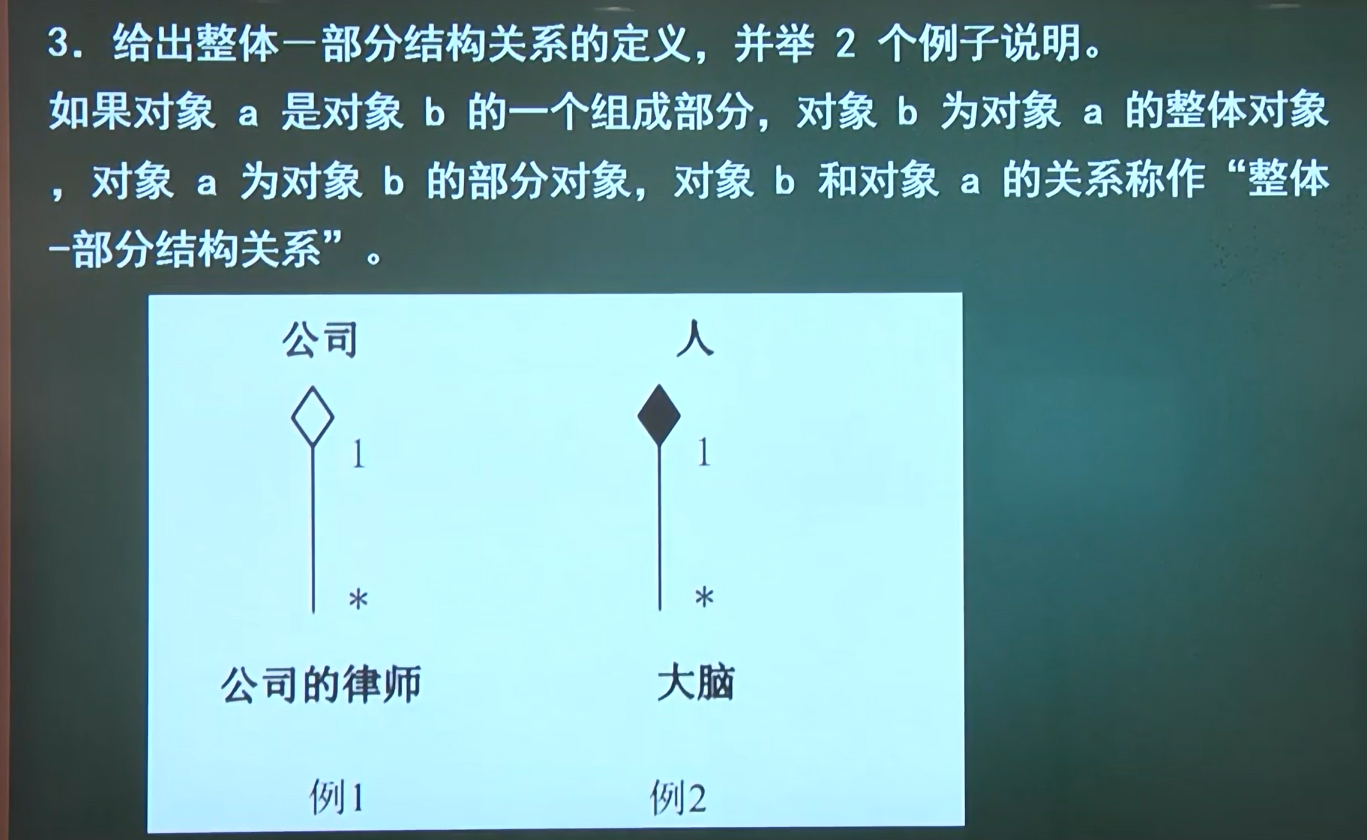 3. 给出整体—部分结构关系的定义，并举 2 个例子说明。
如果对象 a 是对象 b 的一个组成部分，对象 b 为对象 a 的整体对象
，对象 a 为对象 b 的部分对象，对象 b 和对象 a 的关系称作“整体
-部分结构关系”。
公司 人
1 1
* *
公司的律师 大脑
例1 例2